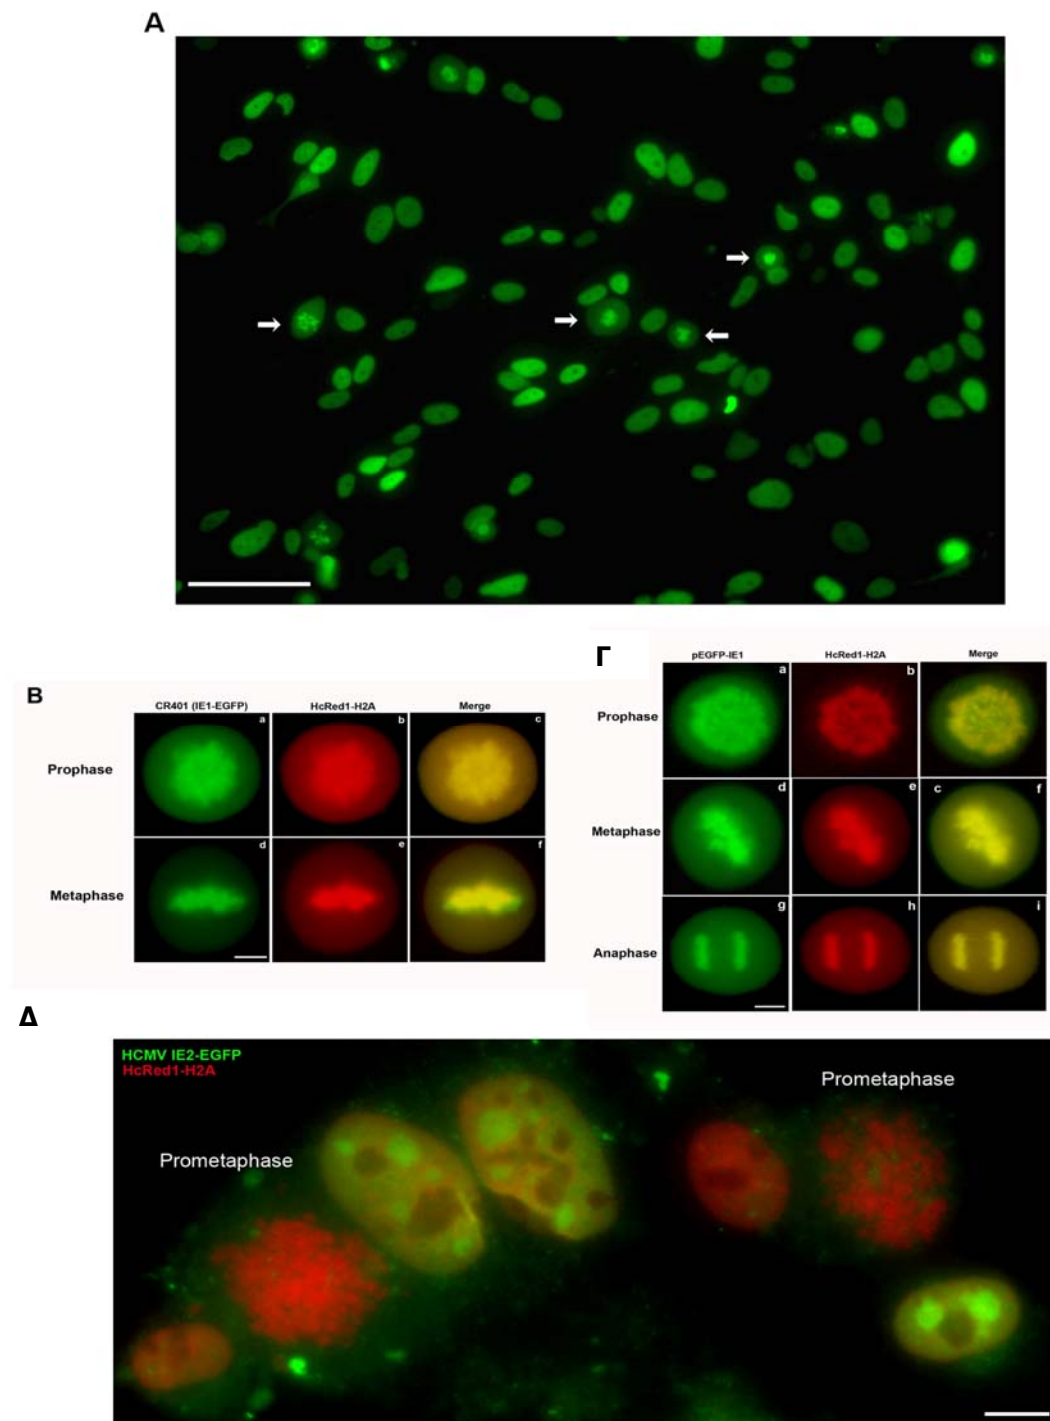 A
B
CR401 (IE1-EGFP) HcRed1-H2A Merge
a b c
Prophase
d e f
Metaphase
Γ
pEGFP-IE1 HcRed1-H2A Merge
a b
Prophase
d e c f
Metaphase
g h i
Anaphase
Δ
HCMV IE2-EGFP
HcRed1-H2A
Prometaphase
Prometaphase